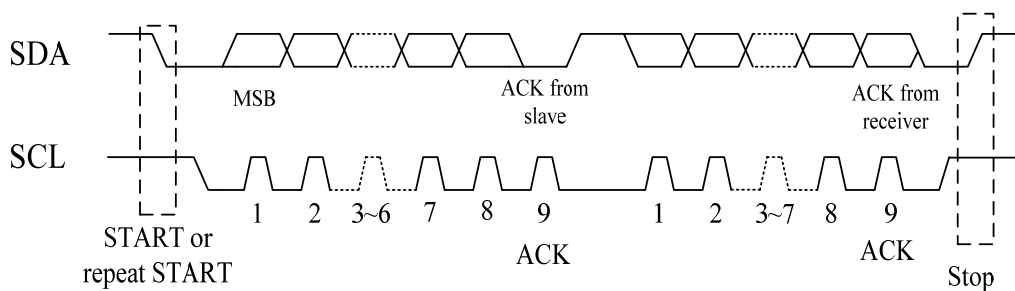 SDA
MSB
ACK from
slave
ACK from
receiver
SCL
1 2 3~6 7 8 9 1 2 3~7 8 9
START or
repeat START
ACK
ACK
Stop